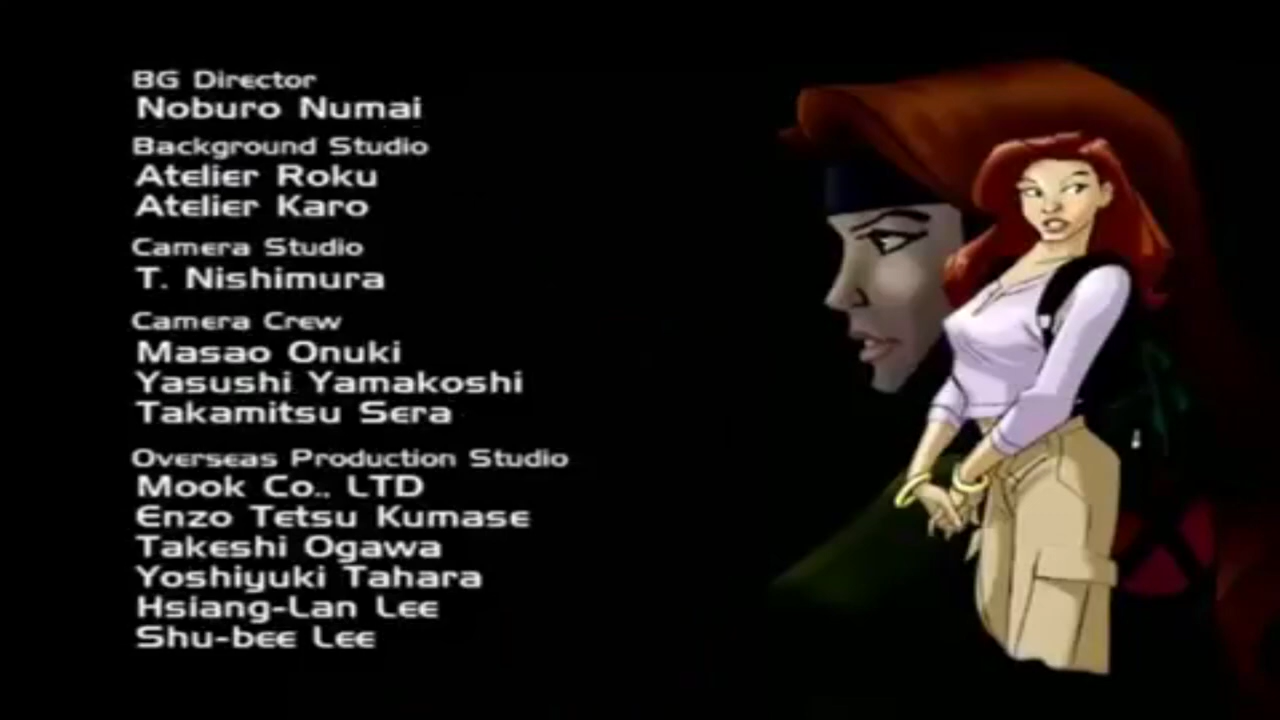 BG Director
Noburo Numai
Background Studio
Atelier Roku
Atelier Karo
Camera Studio
T. Nishimura
Camera Crew
Masao Onuki
Yasushi Yamakoshi
Takamitsu Sera
Overseas Production Studio
Mook Co.. LTD
Enzo Tetsu Kumase
Takeshi Ogawa
Yoshiyuki Tahara
Hsiang-Lan Lee
Shu-bee Lee